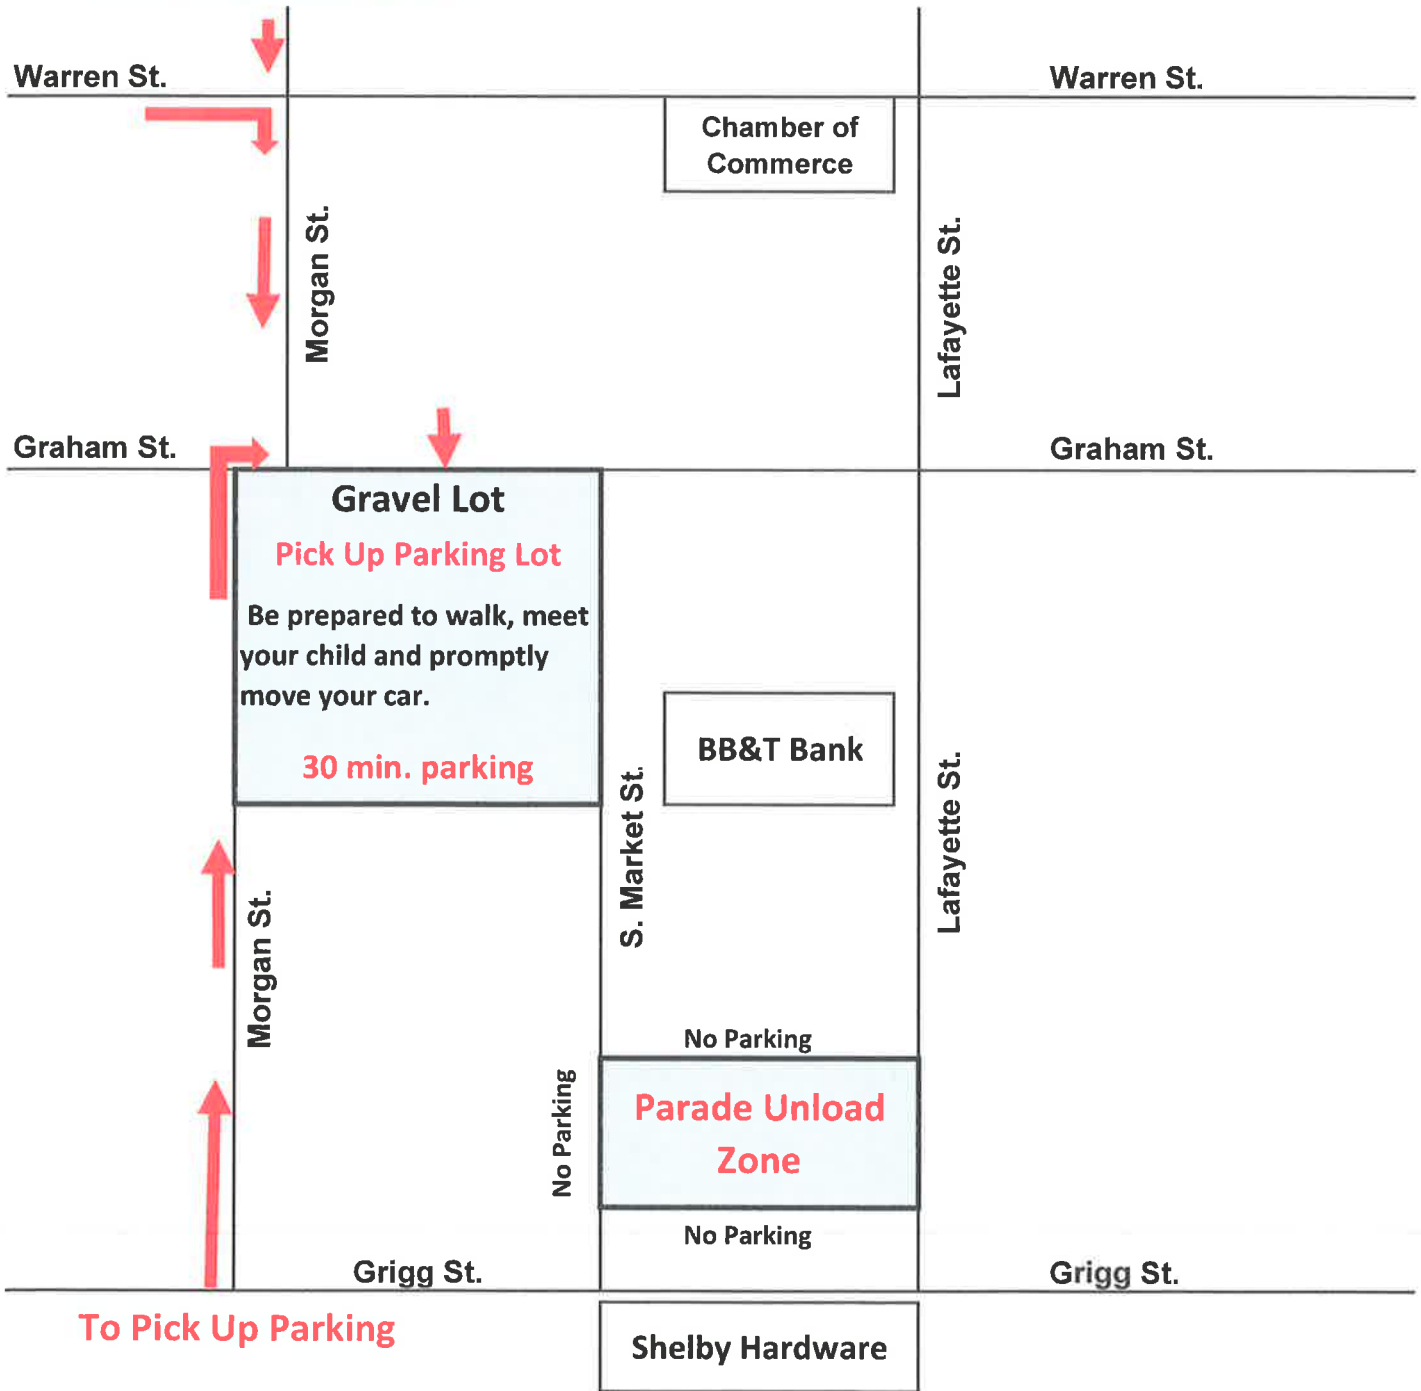 Warren St.
Warren St.
Chamber of
Commerce
Morgan St.
Lafayette St.
Graham St.
Graham St.
Gravel Lot
Pick Up Parking Lot
Be prepared to walk, meet
your child and promptly
move your car.
30 min. parking
BB&T Bank
S. Market St.
Lafayette St.
Morgan St.
No Parking
No Parking
Parade Unload
Zone
No Parking
Grigg St.
Grigg St.
To Pick Up Parking
Shelby Hardware